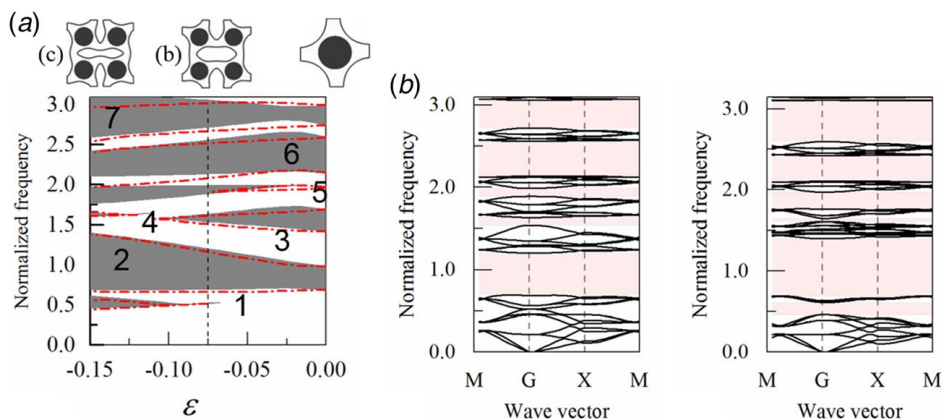 (a)
(c)
(b)
Normalized frequency
3.0
2.5
2.0
1.5
1.0
0.5
0.0
7
6
5
4
3
2
1
-0.15
-0.10
-0.05
0.00
ε
(b)
Normalized frequency
3.0
2.0
1.0
0.0
M
G
X
M
Wave vector
Normalized frequency
3.0
2.0
1.0
0.0
M
G
X
M
Wave vector